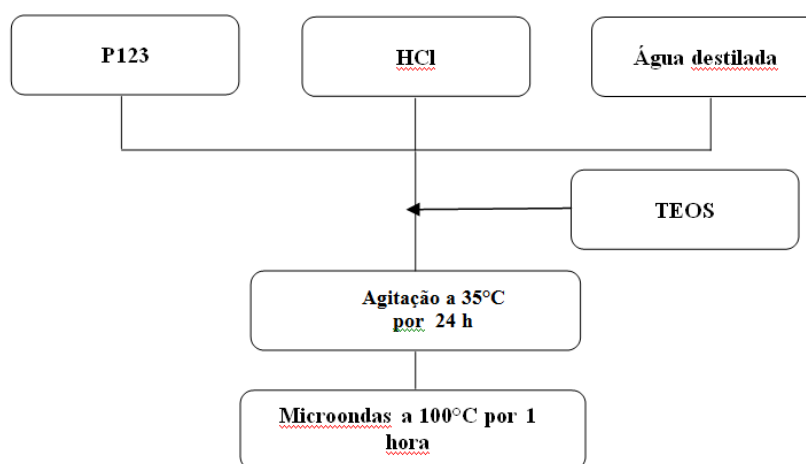 P123
HCl
Água destilada
TEOS
Agitação a 35°C
por 24 h
Microondas a 100°C por 1
hora